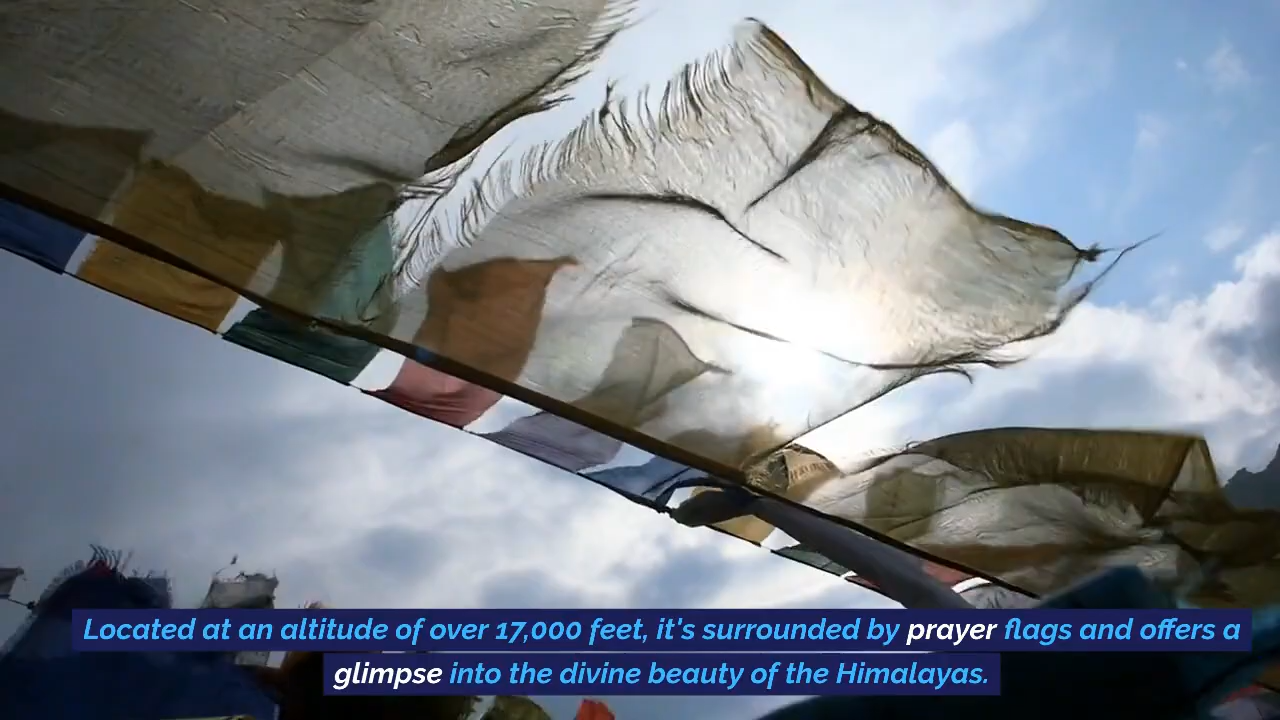 Located at an altitude of over 17,000 feet, it's surrounded by prayer flags and offers a
glimpse into the divine beauty of the Himalayas.